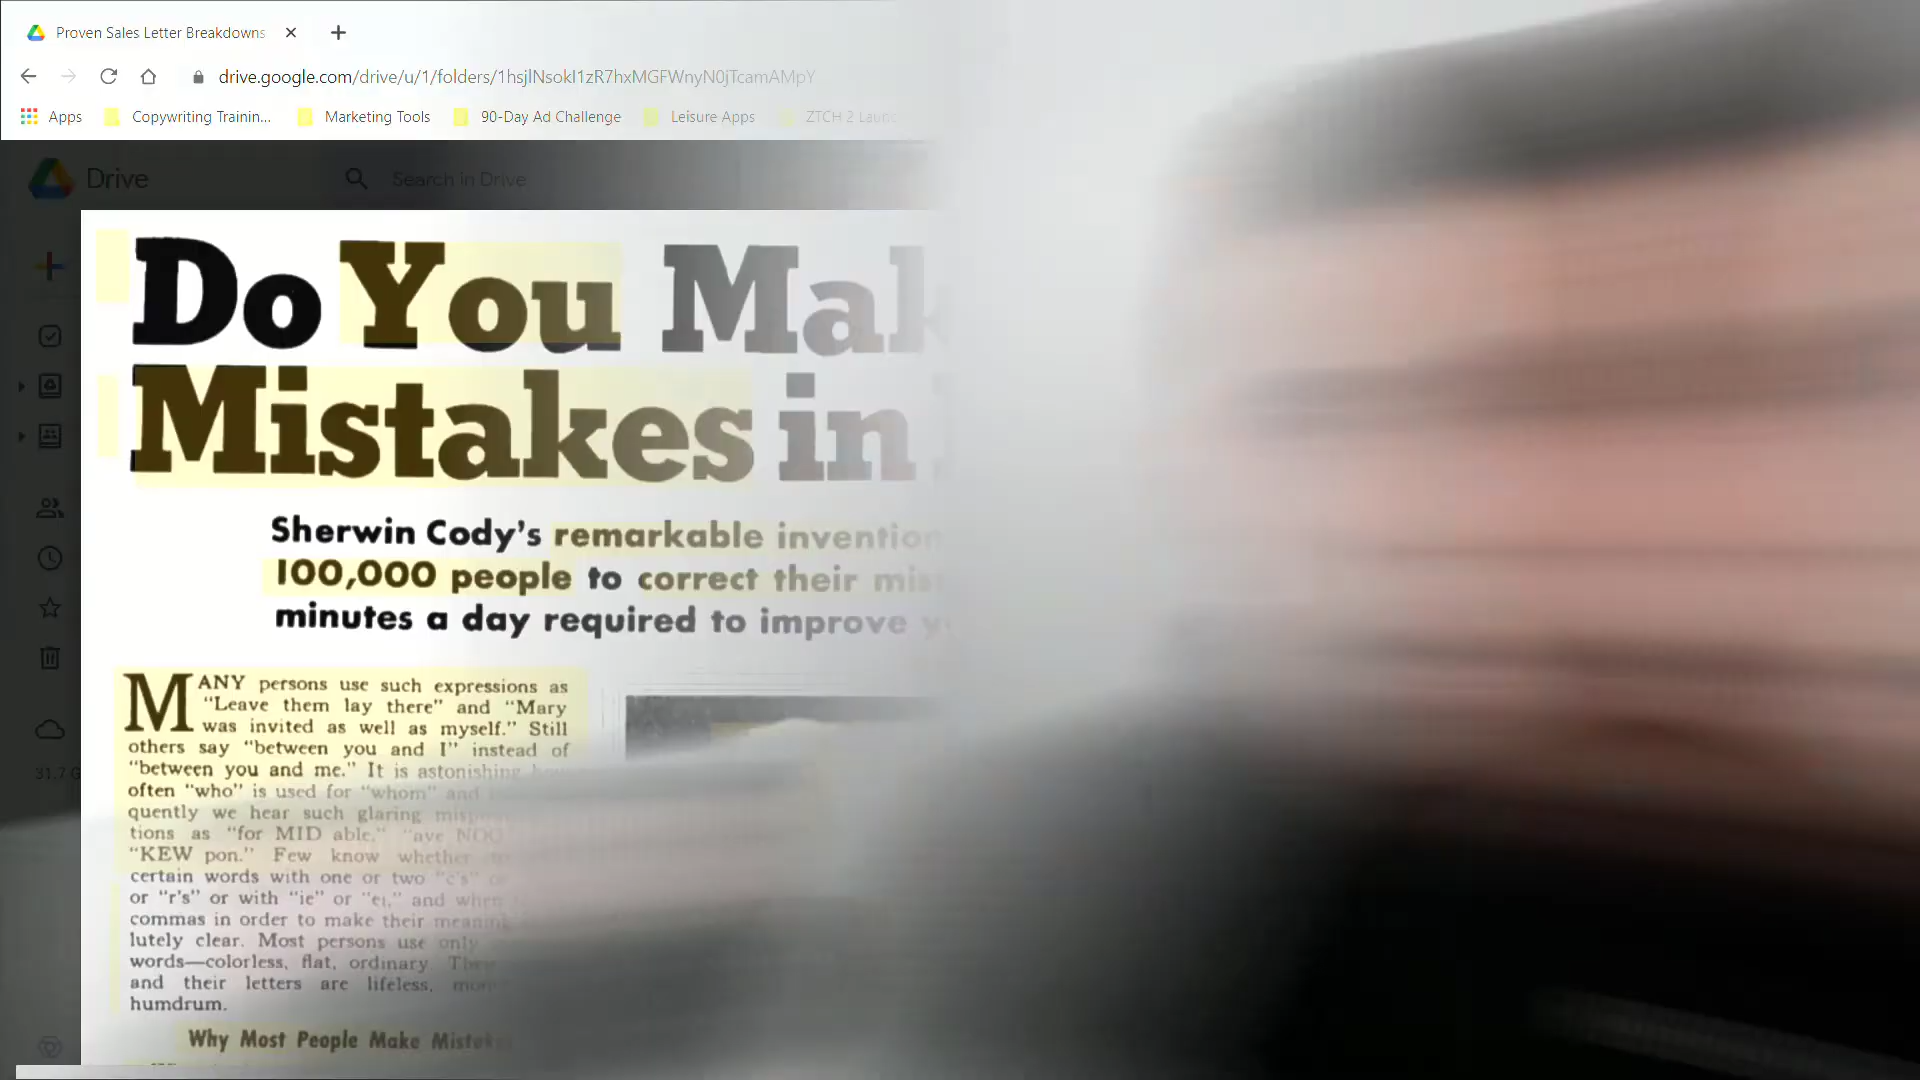 Proven Sales Letter Breakdowns
drive.google.com/drive/u/1/folders/1hsjlNsokI1zR7hxMGFWnyN0jTcamAMpY
Apps Copywriting Trainin... Marketing Tools 90-Day Ad Challenge Leisure Apps ZTCH 2
Drive Search in Drive
Do You
Mistakes in
Sherwin Cody's remarkable invention
100,000 people to correct their
minutes a day required to improve
MANY persons use such expressions as
"Leave them lay there" and "Mary
was invited as well as myself." Still
others say "between you and I" instead of
"between you and me." It is astonishing
often "who" is used for "whom" and
quently we hear such glaring
tions as "for MID able,"
"KEW pon." Few know whether
certain words with one or two "c's"
or "r's" or with "ie" or "ei," and
commas in order to make their
lutely clear. Most persons use only
words—colorless, flat, ordinary.
and their letters are lifeless,
humdrum.
Why Most People Make